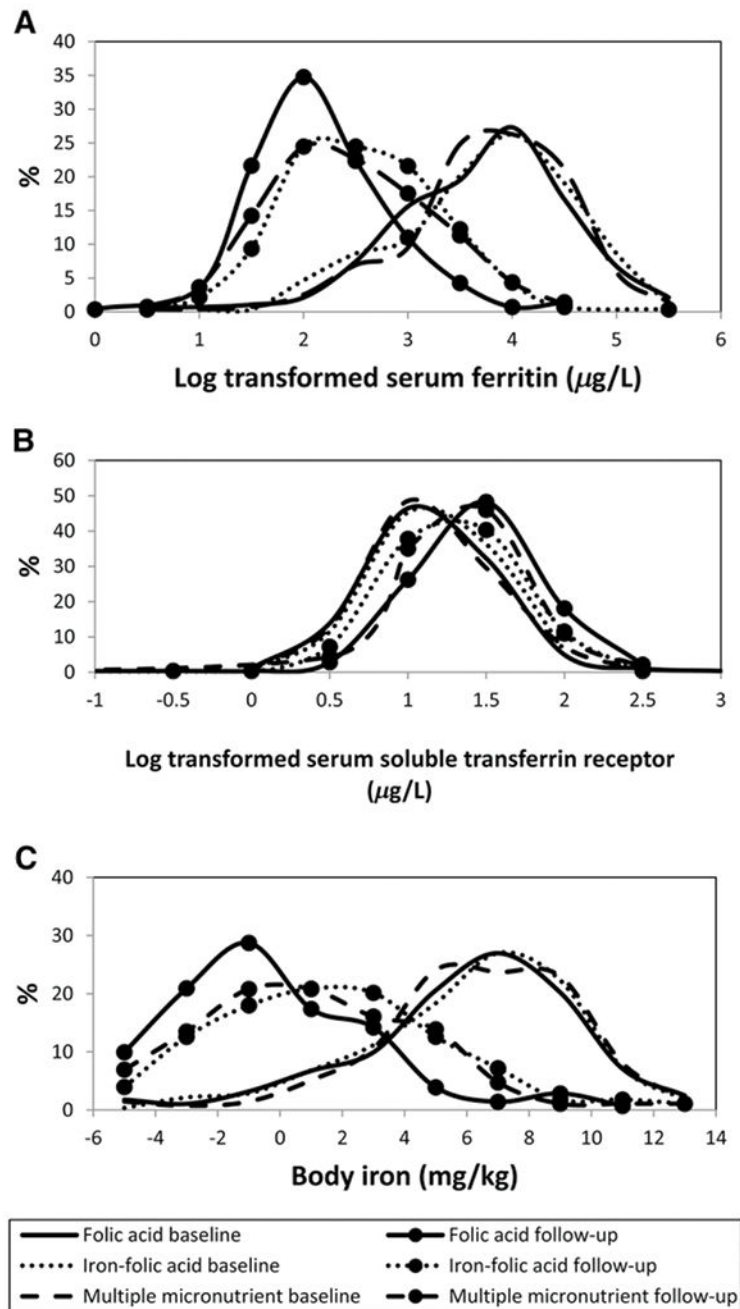 A
40
35
30
25
20
15
10
5
0
%
0 1 2 3 4 5 6
Log transformed serum ferritin (μg/L)
B
60
50
40
30
20
10
0
%
-1 -0.5 0 0.5 1 1.5 2 2.5 3
Log transformed serum soluble transferrin receptor
(μg/L)
C
40
30
20
10
0
%
-6 -4 -2 0 2 4 6 8 10 12 14
Body iron (mg/kg)
Folic acid baseline Folic acid follow-up
Iron-folic acid baseline Iron-folic acid follow-up
Multiple micronutrient baseline Multiple micronutrient follow-up